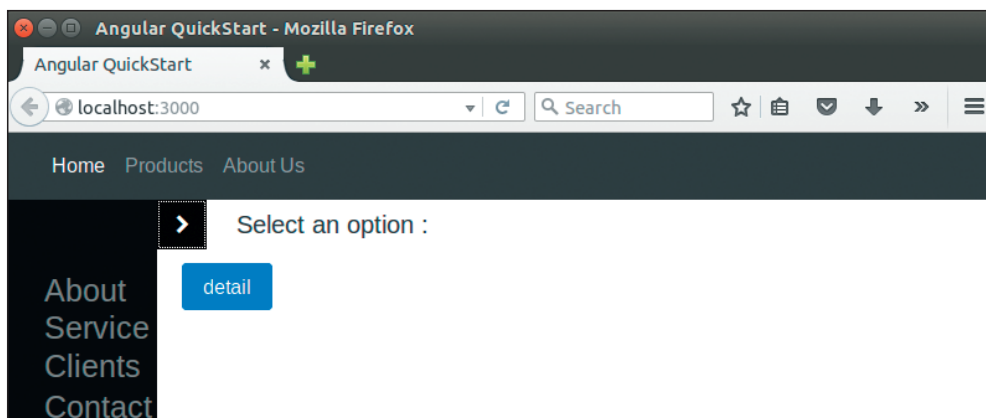 Angular QuickStart - Mozilla Firefox
Angular QuickStart
localhost:3000
Search
Home Products About Us
Select an option :
detail
About
Service
Clients
Contact